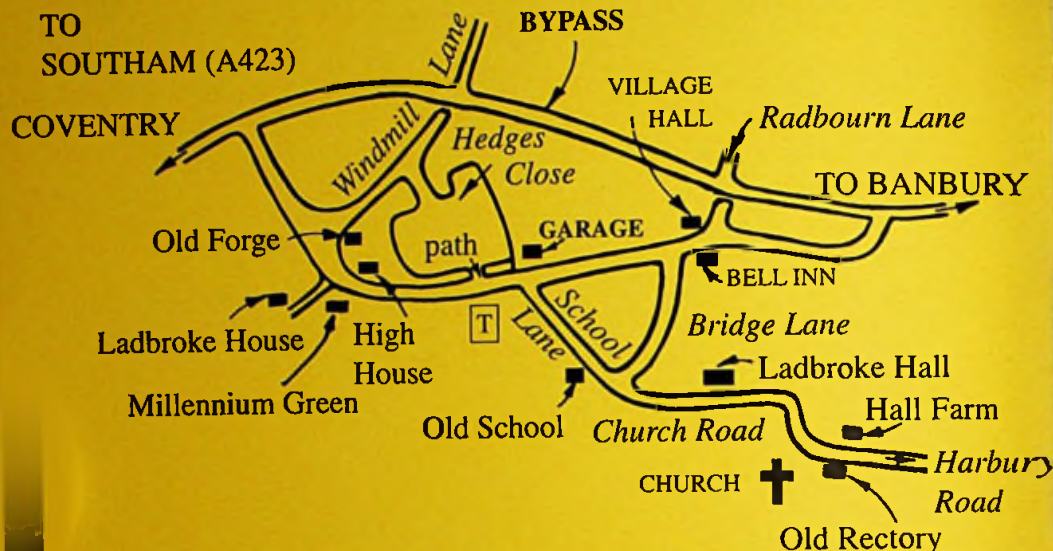 TO
SOUTHAM (A423)
COVENTRY
Lane
BYPASS
VILLAGE
HALL
Radbourn Lane
Windmill
Hedges
Close
TO BANBURY
Old Forge
path
GARAGE
BELL INN
Ladbroke House
High
House
T
School
Lane
Bridge Lane
Millennium Green
Ladbroke Hall
Old School
Church Road
Hall Farm
CHURCH
Harbury
Road
Old Rectory